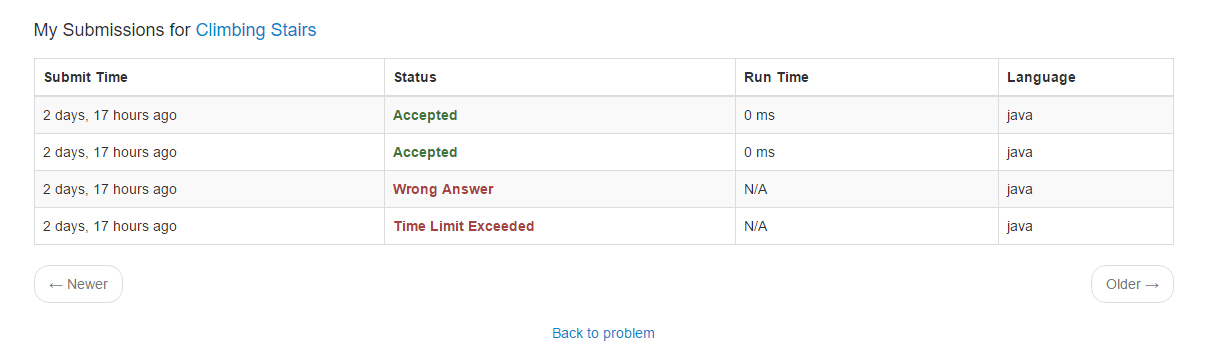 My Submissions for Climbing Stairs
Submit Time Status Run Time Language
2 days, 17 hours ago Accepted 0 ms java
2 days, 17 hours ago Accepted 0 ms java
2 days, 17 hours ago Wrong Answer N/A java
2 days, 17 hours ago Time Limit Exceeded N/A java
← Newer Older →
Back to problem